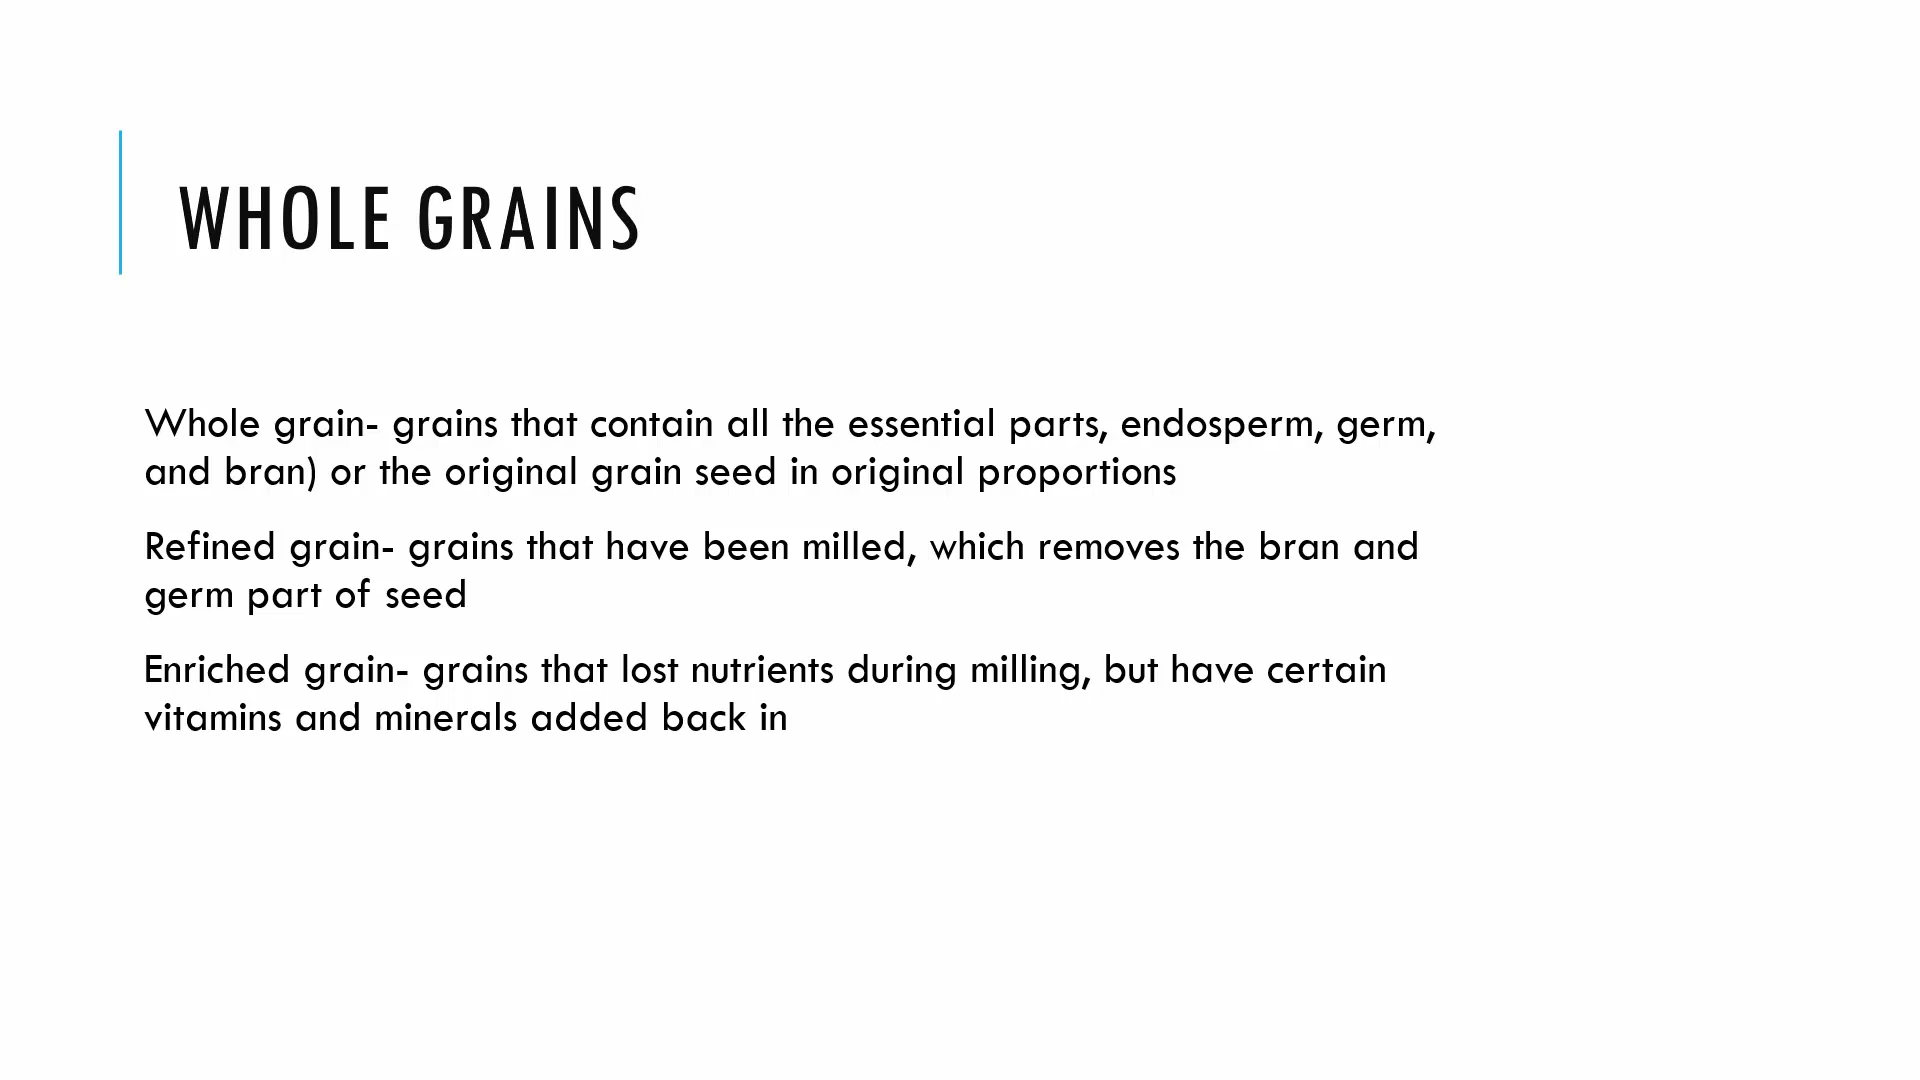 WHOLE GRAINS
Whole grain- grains that contain all the essential parts, endosperm, germ,
and bran) or the original grain seed in original proportions
Refined grain- grains that have been milled, which removes the bran and
germ part of seed
Enriched grain- grains that lost nutrients during milling, but have certain
vitamins and minerals added back in